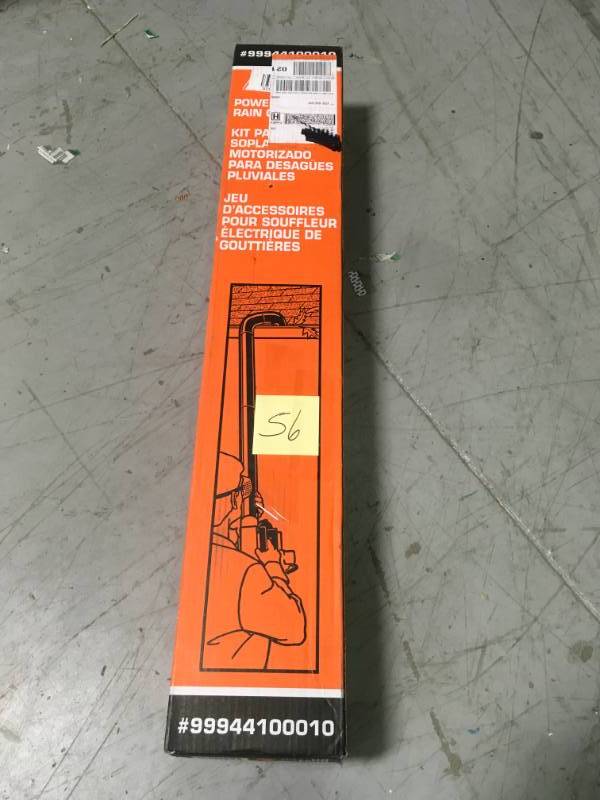 #99944100010
POWE
RAIN
KIT PA
SOPLA
MOTORIZADO
PARA DESAGUES
PLUVIALES
JEU
D'ACCESSOIRES
POUR SOUFFLEUR
ÉLECTRIQUE DE
GOUTTIÈRES
56
#99944100010